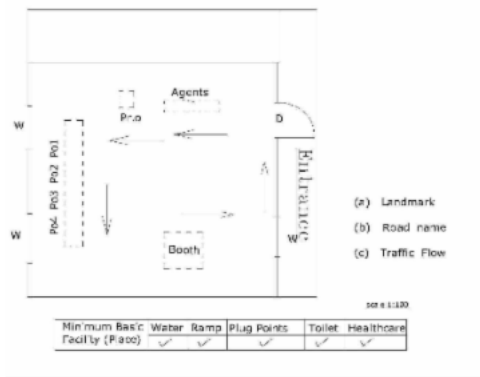 Agents
Pr.o
D
W
Po4 Po3 Po2 Po1
Entrance
W
W
Booth
(a) Landmark
(b) Road name
(c) Traffic Flow
Minimum Basic Water Ramp Plug Points Toilet Healthcare
Facility (Place)